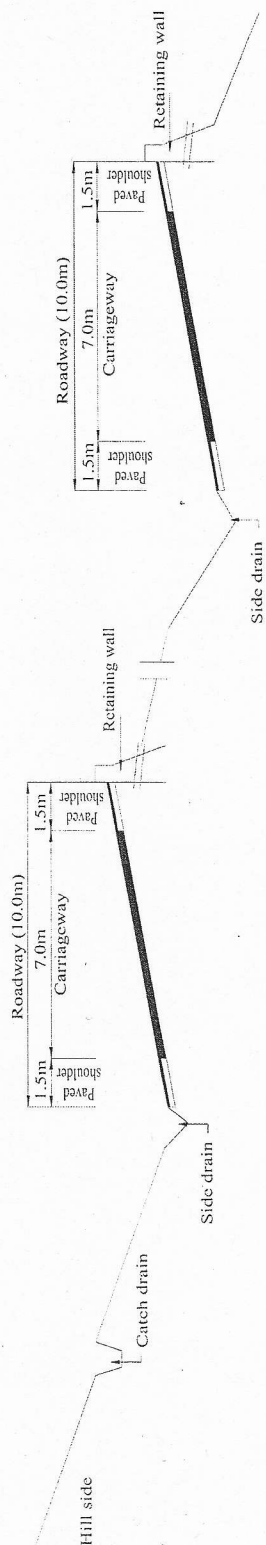 Hill side
Catch drain
Side drain
Roadway (10.0m)
1.5m
7.0m
1.5m
Paved
shoulder
Carriageway
Paved
shoulder
Retaining wall
Side drain
Roadway (10.0m)
1.5m
7.0m
1.5m
Paved
shoulder
Carriageway
Paved
shoulder
Retaining wall